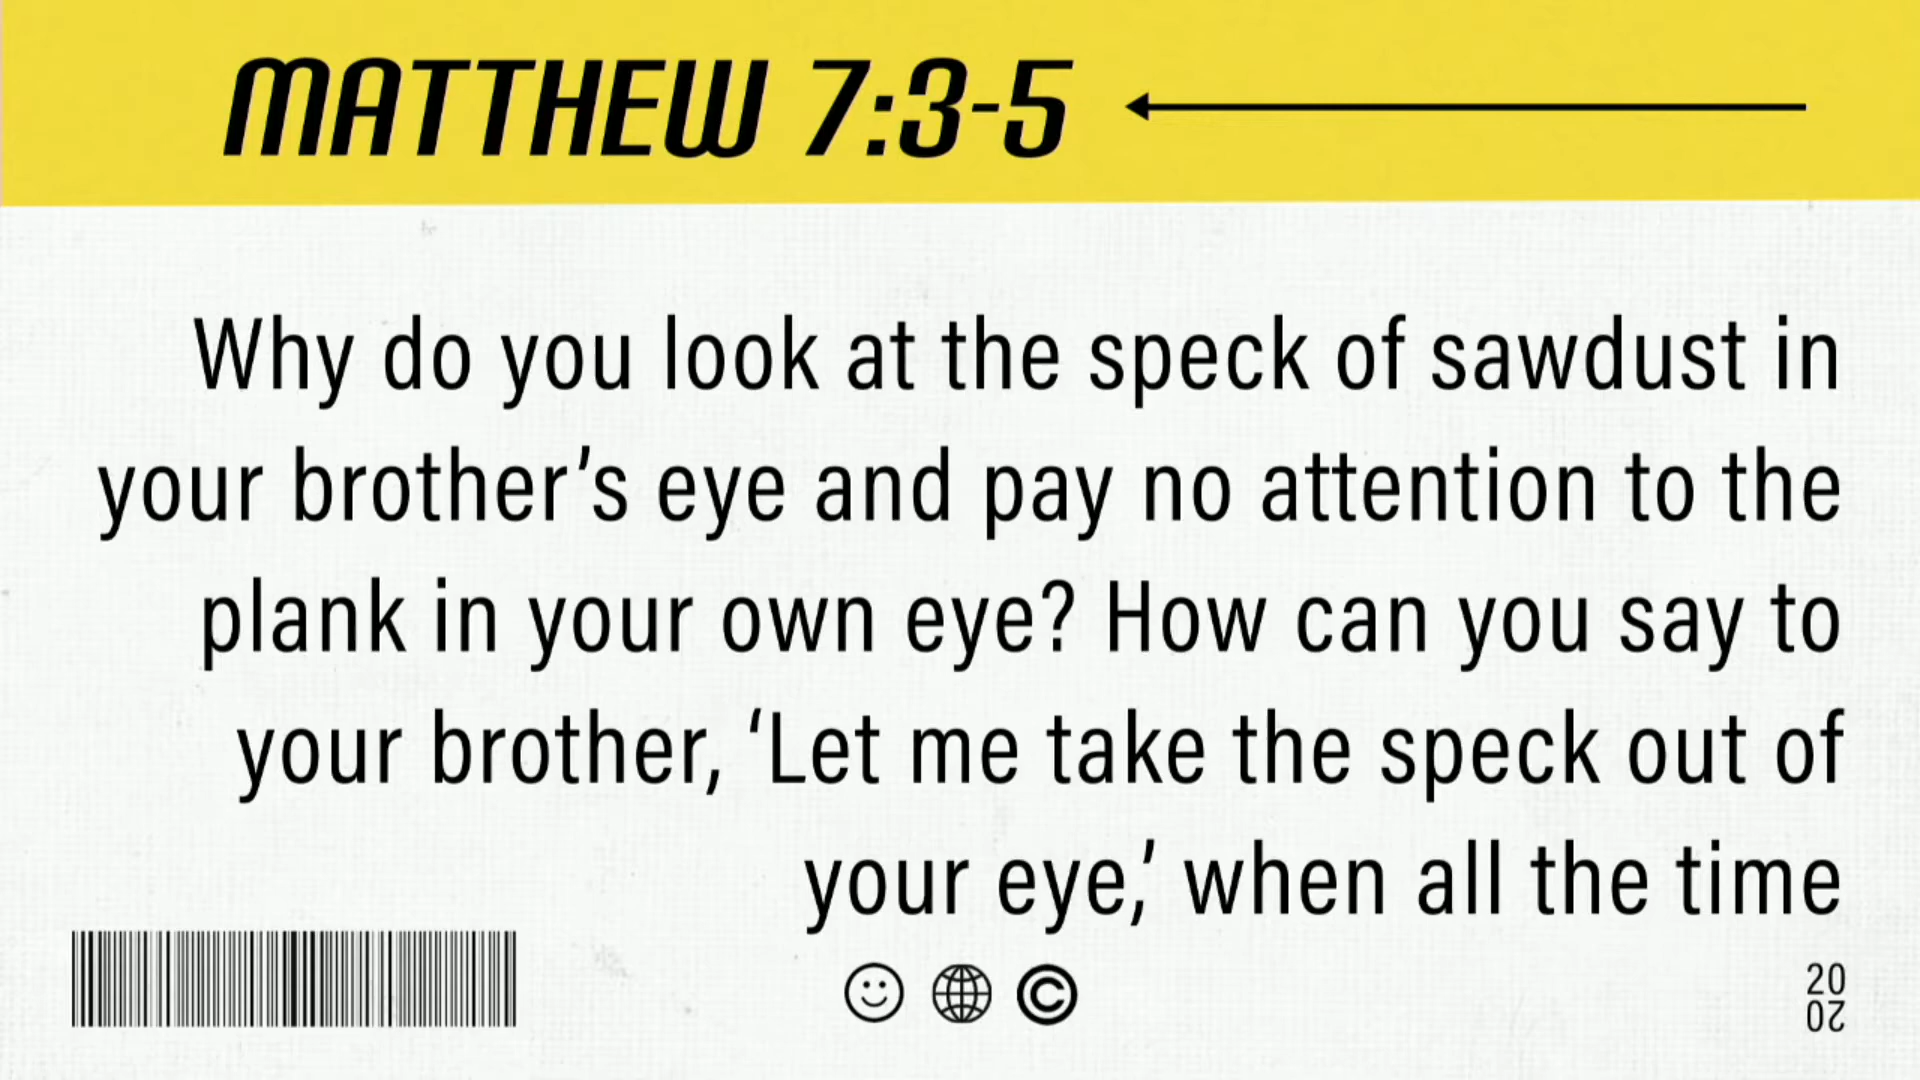 MATTHEW 7:3-5
Why do you look at the speck of sawdust in
your brother’s eye and pay no attention to the
plank in your own eye? How can you say to
your brother, ‘Let me take the speck out of
your eye,’ when all the time
©
20
20